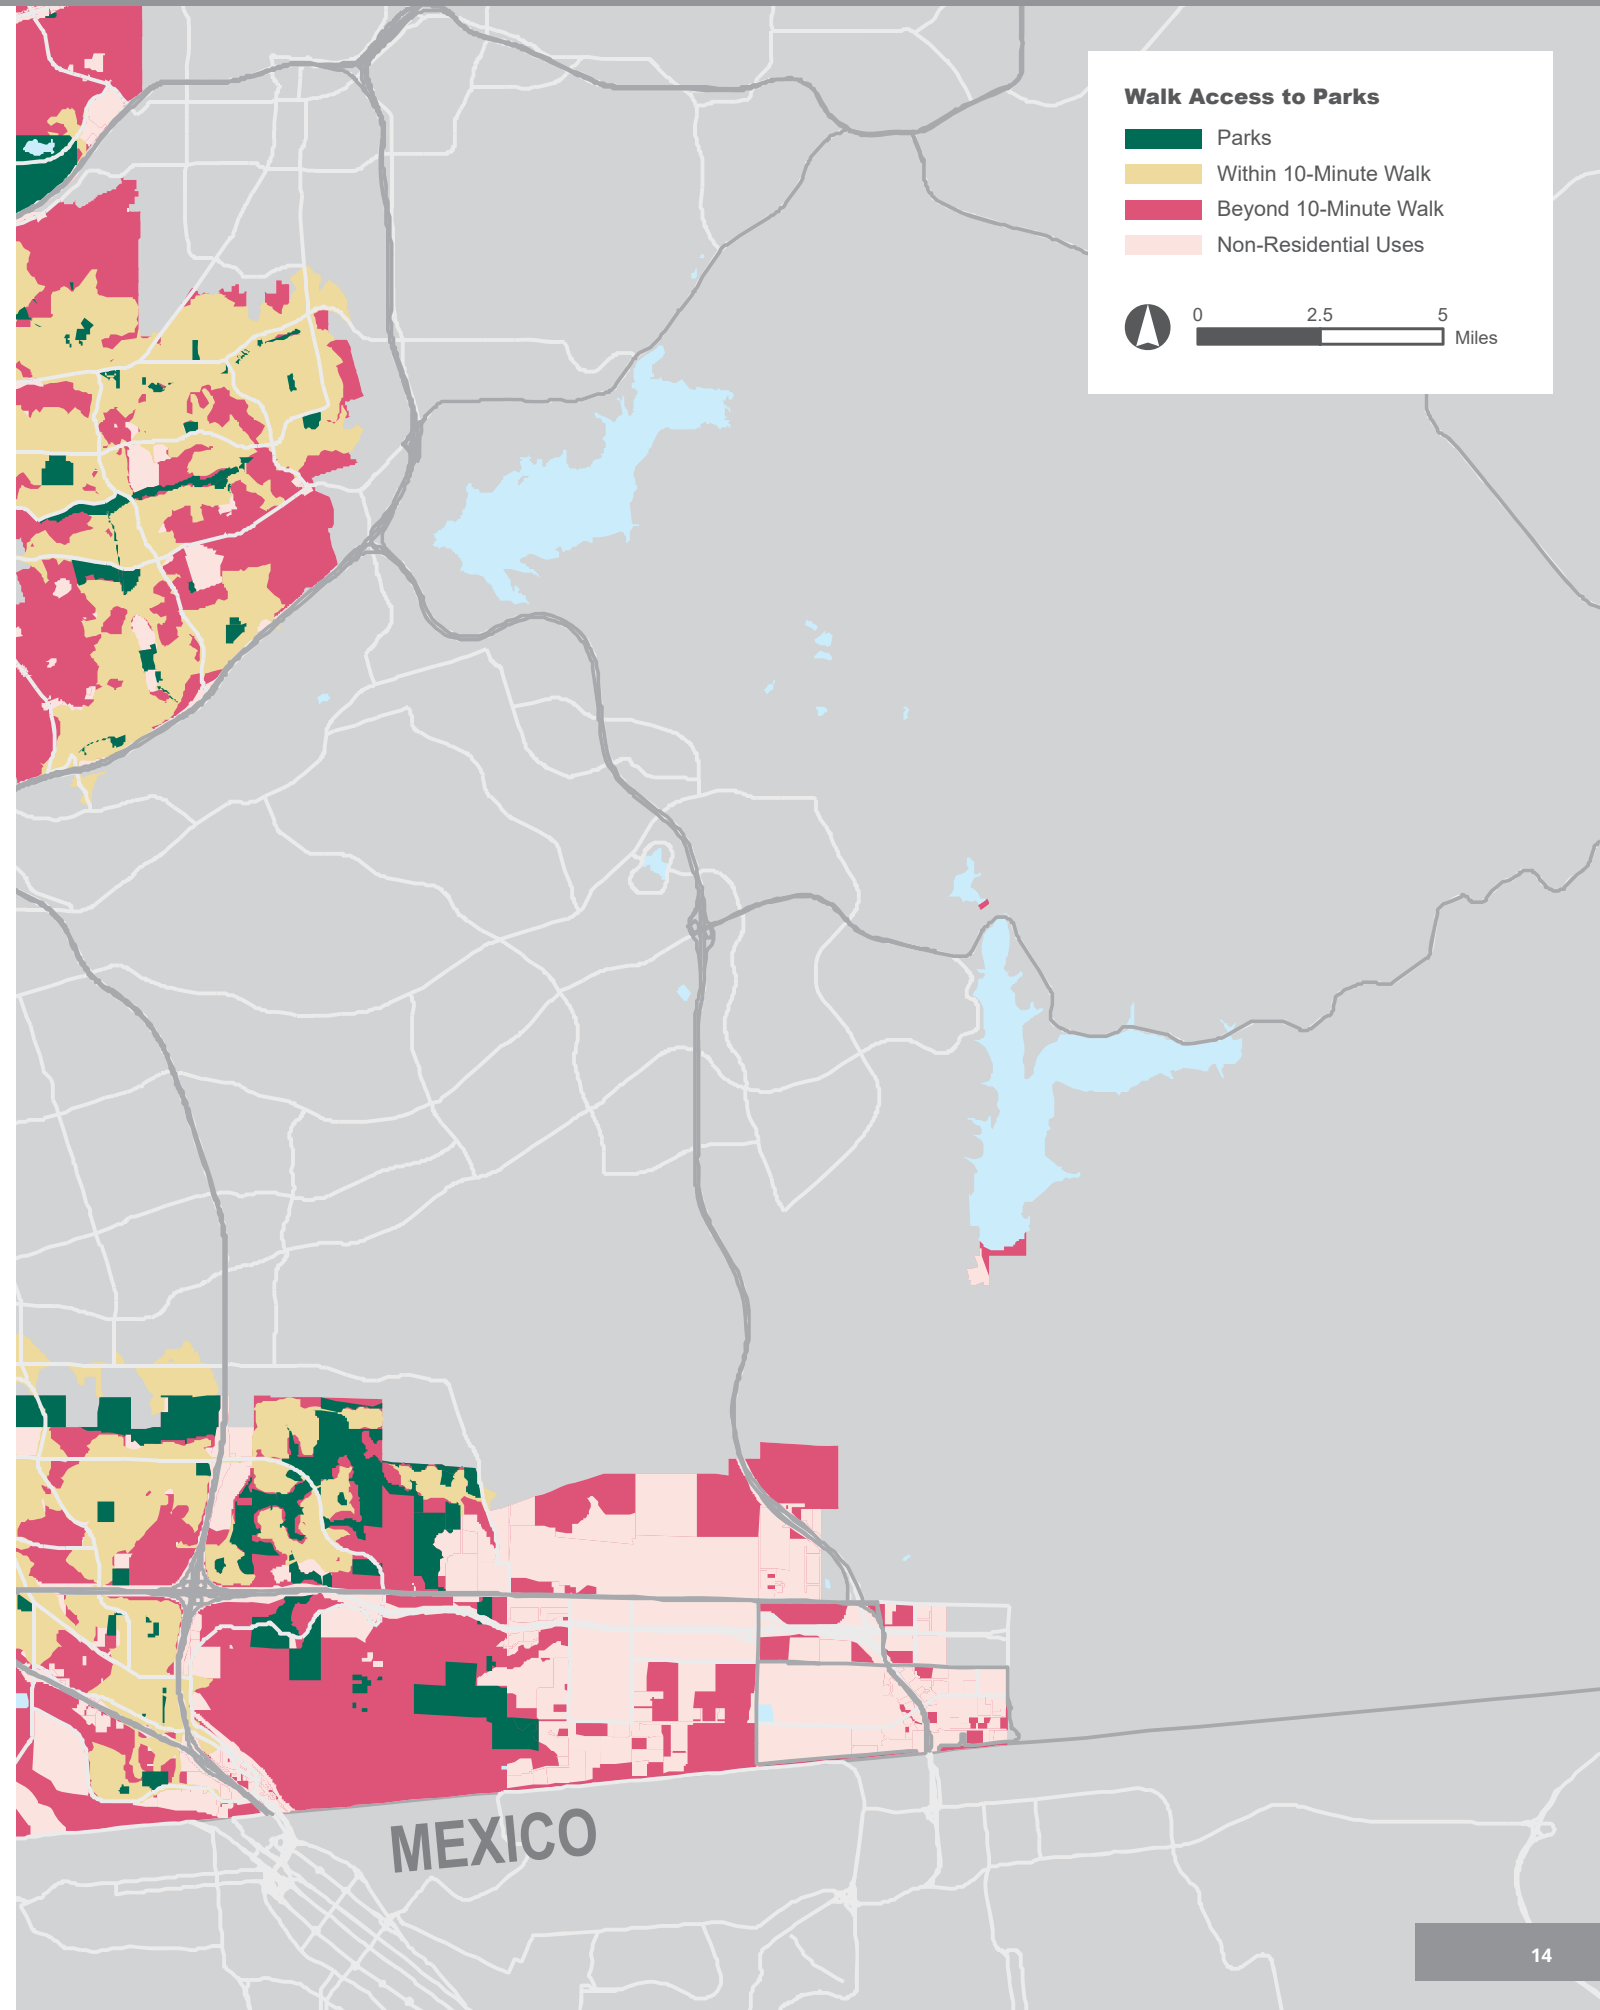 Walk Access to Parks
Parks
Within 10-Minute Walk
Beyond 10-Minute Walk
Non-Residential Uses
0 2.5 5
Miles
MEXICO
14